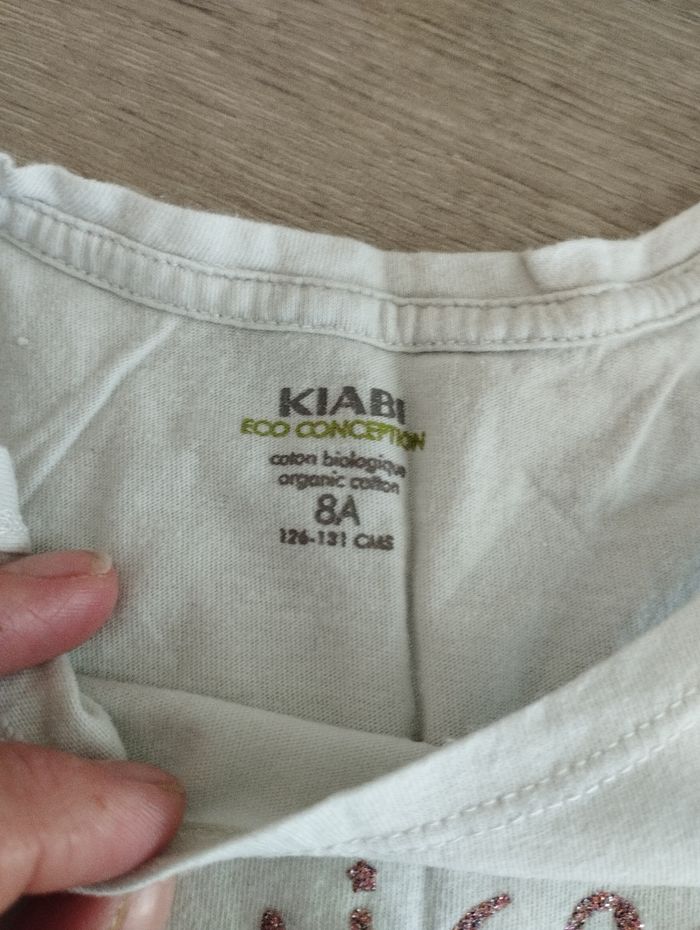 KIABI
ECO CONCEPTION
coton biologique
organic cotton
8A
126-131 CMS